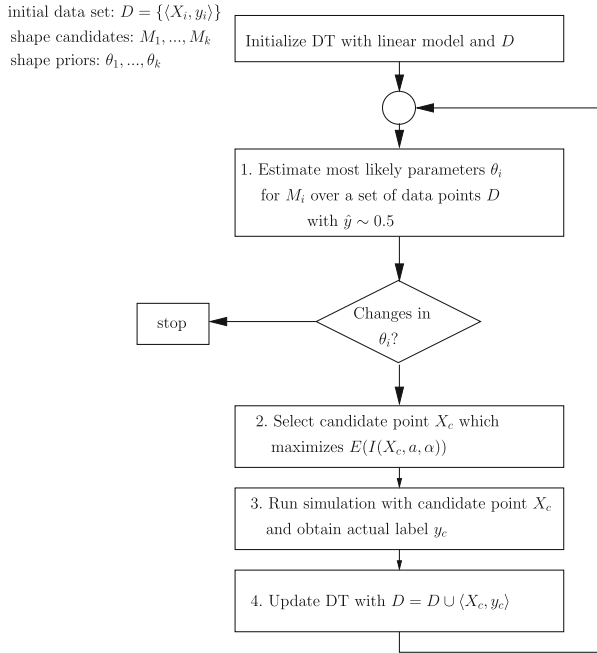 initial data set: D = {⟨X_i, y_i⟩}
shape candidates: M_1, ..., M_k
shape priors: θ_1, ..., θ_k
Initialize DT with linear model and D
1. Estimate most likely parameters θ_i
for M_i over a set of data points D
with ŷ ∼ 0.5
Changes in
θ_i?
stop
2. Select candidate point X_c which
maximizes E(I(X_c, a, α))
3. Run simulation with candidate point X_c
and obtain actual label y_c
4. Update DT with D = D ∪ ⟨X_c, y_c⟩